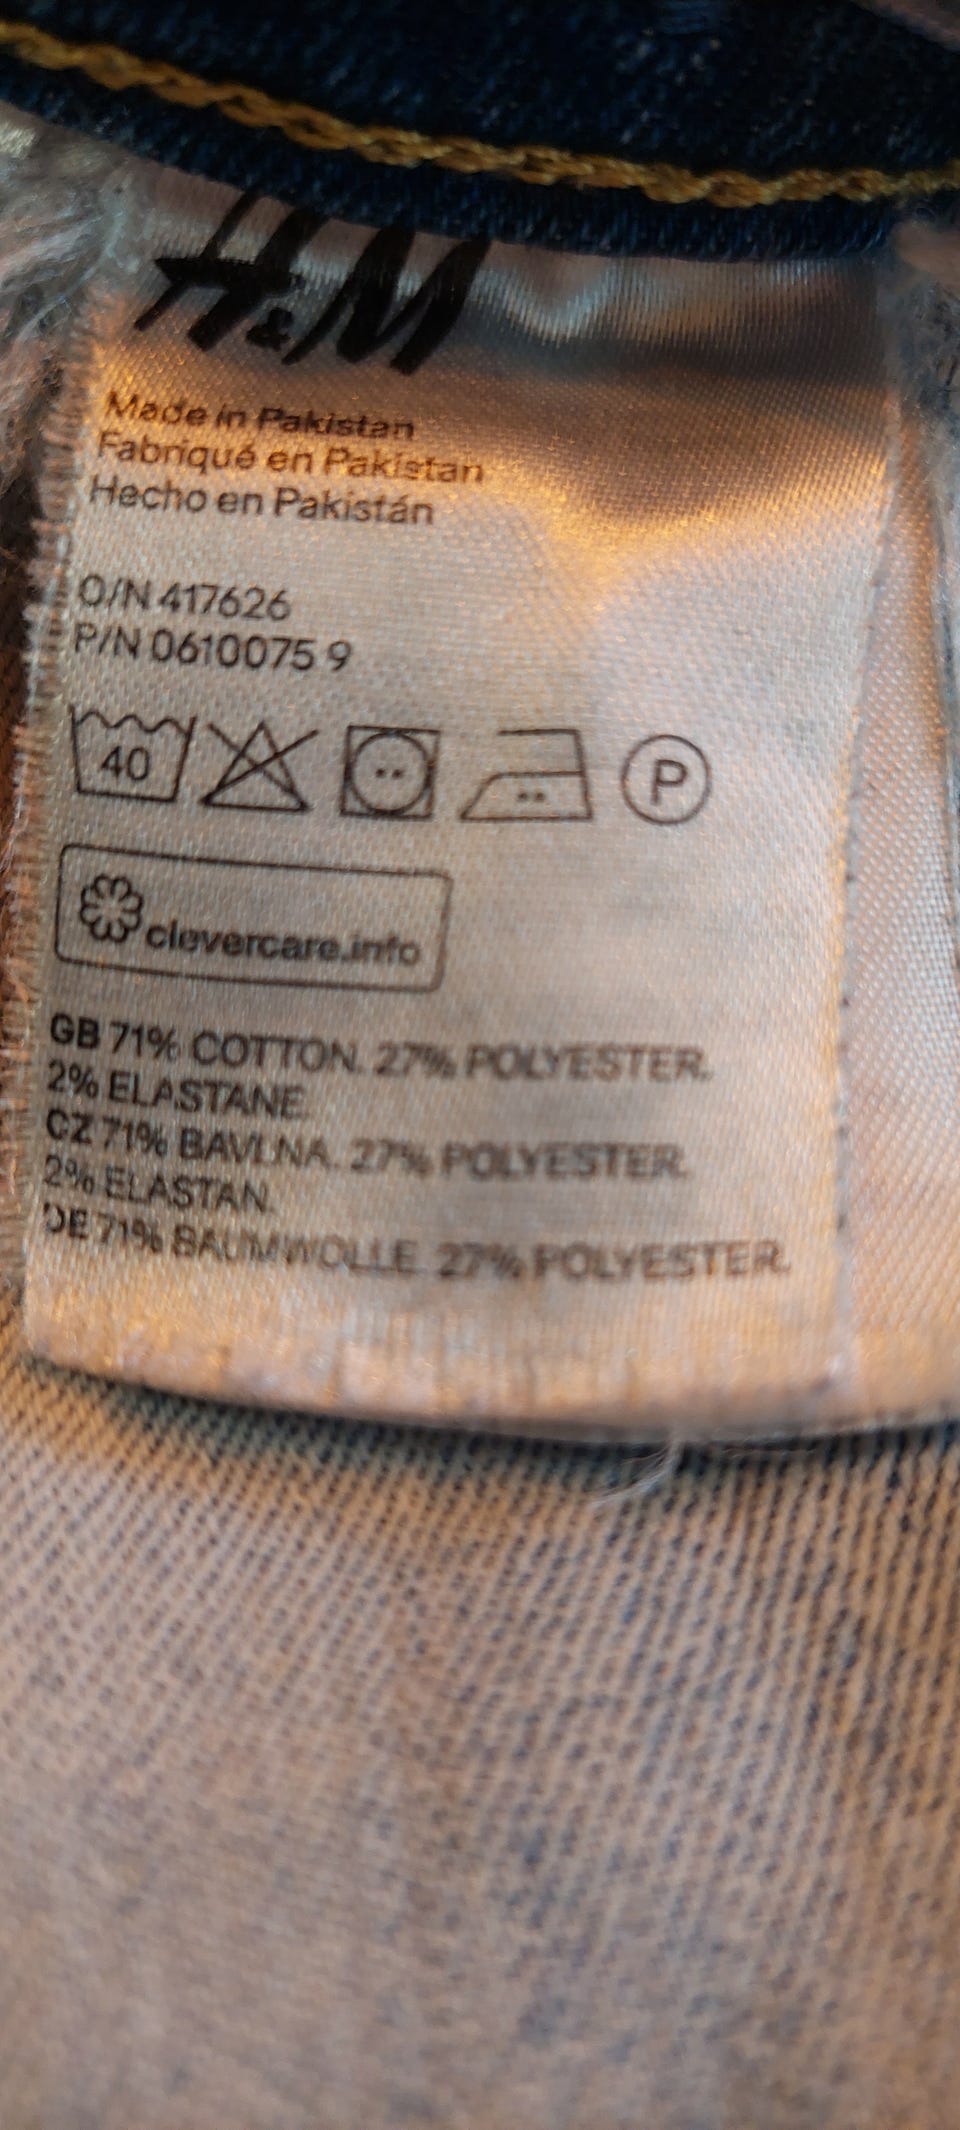 H&M
Made in Pakistan
Fabriqué en Pakistan
Hecho en Pakistán
O/N 417626
P/N 0610075 9
40
P
clevercare.info
GB 71% COTTON. 27% POLYESTER.
2% ELASTANE
CZ 71% BAVLNA. 27% POLYESTER.
2% ELASTAN.
DE 71% BAUMWOLLE 27% POLYESTER.